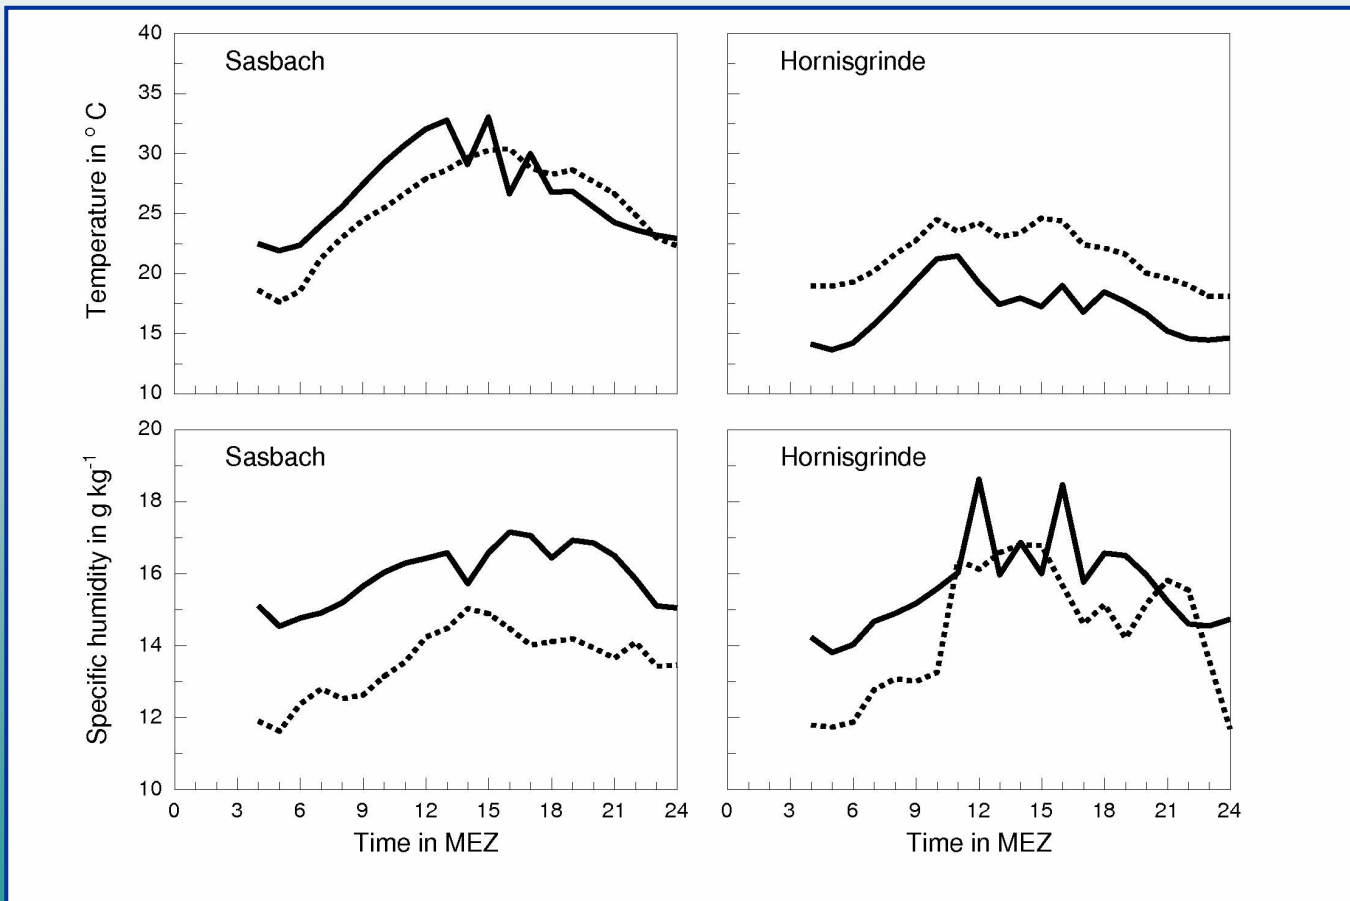 40
35
30
25
20
15
10
Temperature in ° C
Sasbach
Hornisgrinde
20
18
16
14
12
10
Specific humidity in g kg⁻¹
Sasbach
Hornisgrinde
0 3 6 9 12 15 18 21 24
0 3 6 9 12 15 18 21 24
Time in MEZ
Time in MEZ